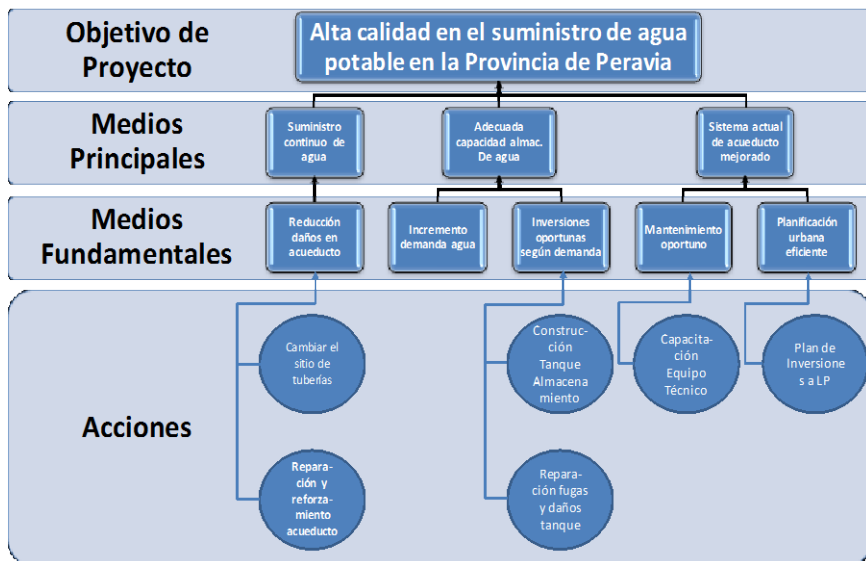 Objetivo de
Proyecto
Alta calidad en el suministro de agua
potable en la Provincia de Peravia
Medios
Principales
Suministro
continuo de
agua
Adecuada
capacidad almac.
De agua
Sistema actual
de acueducto
mejorado
Medios
Fundamentales
Reducción
daños en
acueducto
Incremento
demanda agua
Inversiones
oportunas
según demanda
Mantenimiento
oportuno
Planificación
urbana
eficiente
Acciones
Cambiar el
sitio de
tuberías
Construcción
Tanque
Almacena
miento
Capacita-
ción
Equipo
Técnico
Plan de
Inversione
s a LP
Repara-
ción y
reforza-
miento
acueducto
Repara-
ción fugas
y daños
tanque